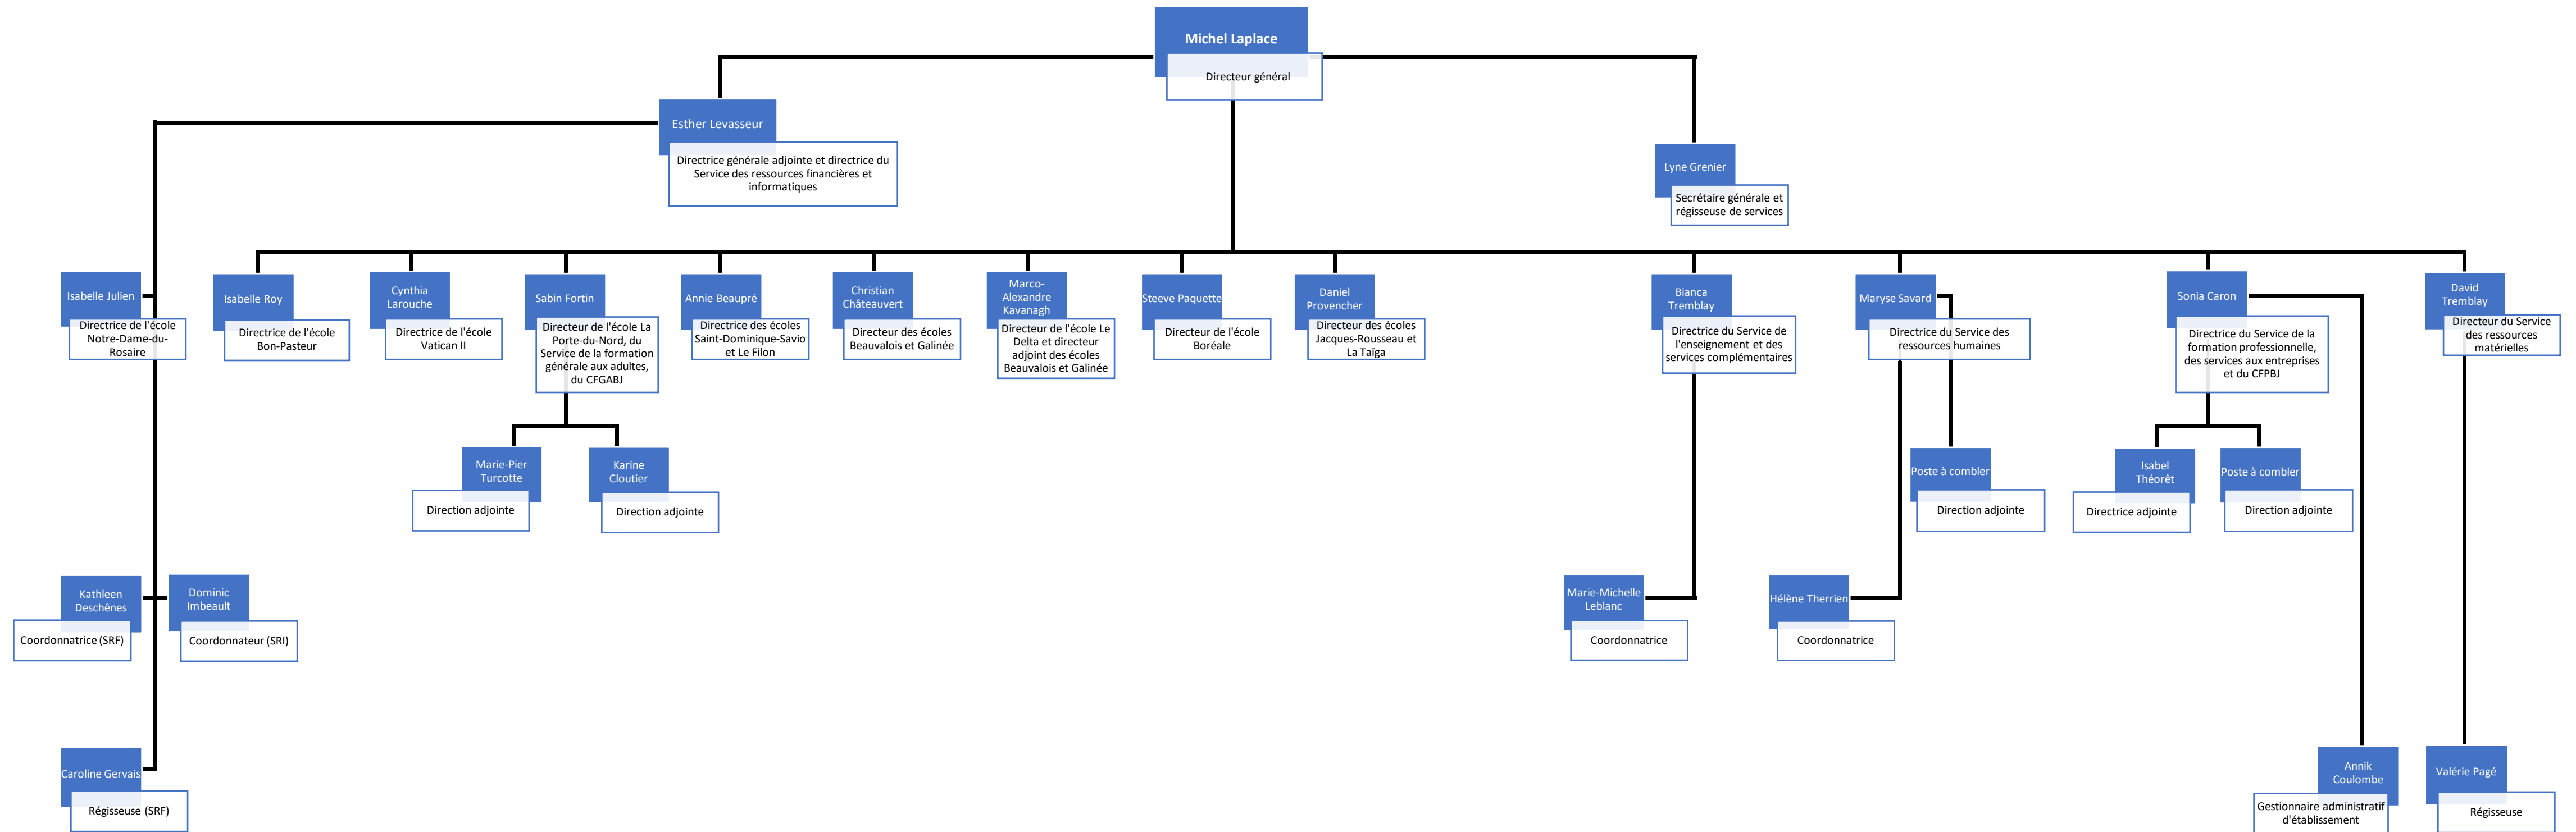 Michel Laplace
Directeur général
Esther Levasseur
Directrice générale adjointe et directrice du
Service des ressources financières et
informatiques
Lyne Grenier
Secrétaire générale et
régisseuse de services
Isabelle Julien
Directrice de l'école
Notre-Dame-du-
Rosaire
Isabelle Roy
Directrice de l'école
Bon-Pasteur
Cynthia
Larouche
Directrice de l'école
Vatican II
Sabin Fortin
Directeur de l'école La
Porte-du-Nord, du
Service de la formation
générale aux adultes,
du CFGABJ
Annie Beaupré
Directrice des écoles
Saint-Dominique-Savio
et Le Filon
Christian
Châteauvert
Directeur des écoles
Beauvalois et Galinée
Marco-
Alexandre
Kavanagh
Directeur de l'école Le
Delta et directeur
adjoint des écoles
Beauvalois et Galinée
Steeve Paquette
Directeur de l'école
Boréale
Daniel
Provencher
Directeur des écoles
Jacques-Rousseau et
La Taïga
Bianca
Tremblay
Directrice du Service de
l'enseignement et des
services complémentaires
Maryse Savard
Directrice du Service des
ressources humaines
Sonia Caron
Directrice du Service de la
formation professionnelle,
des services aux entreprises
et du CFPBJ
David
Tremblay
Directeur du Service
des ressources
matérielles
Marie-Pier
Turcotte
Direction adjointe
Karine
Cloutier
Direction adjointe
Poste à combler
Direction adjointe
Isabel
Théorêt
Directrice adjointe
Poste à combler
Direction adjointe
Kathleen
Deschênes
Coordonnatrice (SRF)
Dominic
Imbeault
Coordonnateur (SRI)
Marie-Michelle
Leblanc
Coordonnatrice
Hélène Therrien
Coordonnatrice
Caroline Gervais
Régisseuse (SRF)
Annik
Coulombe
Gestionnaire administratif
d'établissement
Valérie Pagé
Régisseuse